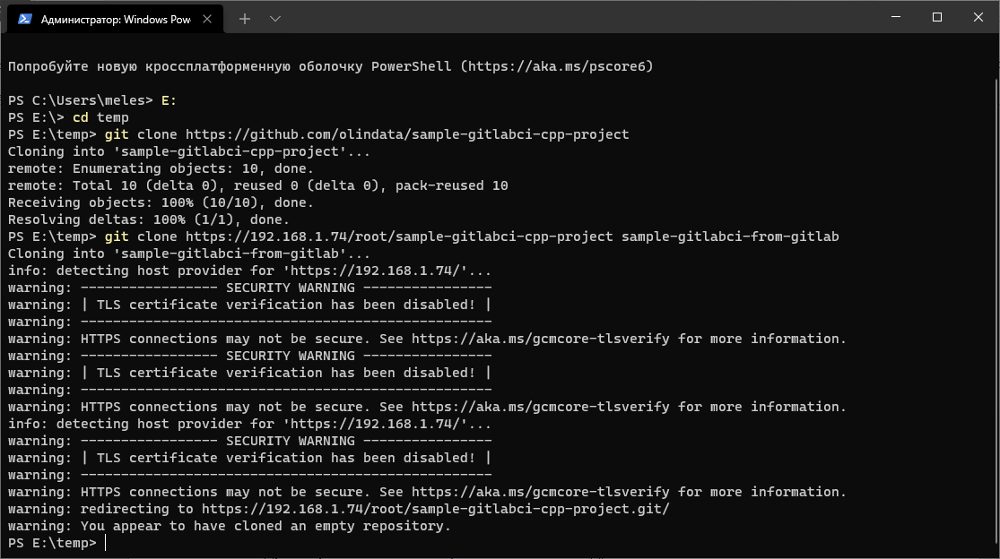 Администратор: Windows Pow
Попробуйте новую кроссплатформенную оболочку PowerShell (https://aka.ms/pscore6)
PS C:\Users\meles> E:
PS E:\> cd temp
PS E:\temp> git clone https://github.com/olindata/sample-gitlabci-cpp-project
Cloning into 'sample-gitlabci-cpp-project'...
remote: Enumerating objects: 10, done.
remote: Total 10 (delta 0), reused 0 (delta 0), pack-reused 10
Receiving objects: 100% (10/10), done.
Resolving deltas: 100% (1/1), done.
PS E:\temp> git clone https://192.168.1.74/root/sample-gitlabci-cpp-project sample-gitlabci-from-gitlab
Cloning into 'sample-gitlabci-from-gitlab'...
info: detecting host provider for 'https://192.168.1.74/'...
warning: ----------------- SECURITY WARNING ----------------
warning: | TLS certificate verification has been disabled! |
warning: ---------------------------------------------------
warning: HTTPS connections may not be secure. See https://aka.ms/gcmcore-tlsverify for more information.
warning: ----------------- SECURITY WARNING ----------------
warning: | TLS certificate verification has been disabled! |
warning: ---------------------------------------------------
warning: HTTPS connections may not be secure. See https://aka.ms/gcmcore-tlsverify for more information.
info: detecting host provider for 'https://192.168.1.74/'...
warning: ----------------- SECURITY WARNING ----------------
warning: | TLS certificate verification has been disabled! |
warning: ---------------------------------------------------
warning: HTTPS connections may not be secure. See https://aka.ms/gcmcore-tlsverify for more information.
warning: redirecting to https://192.168.1.74/root/sample-gitlabci-cpp-project.git/
warning: You appear to have cloned an empty repository.
PS E:\temp>